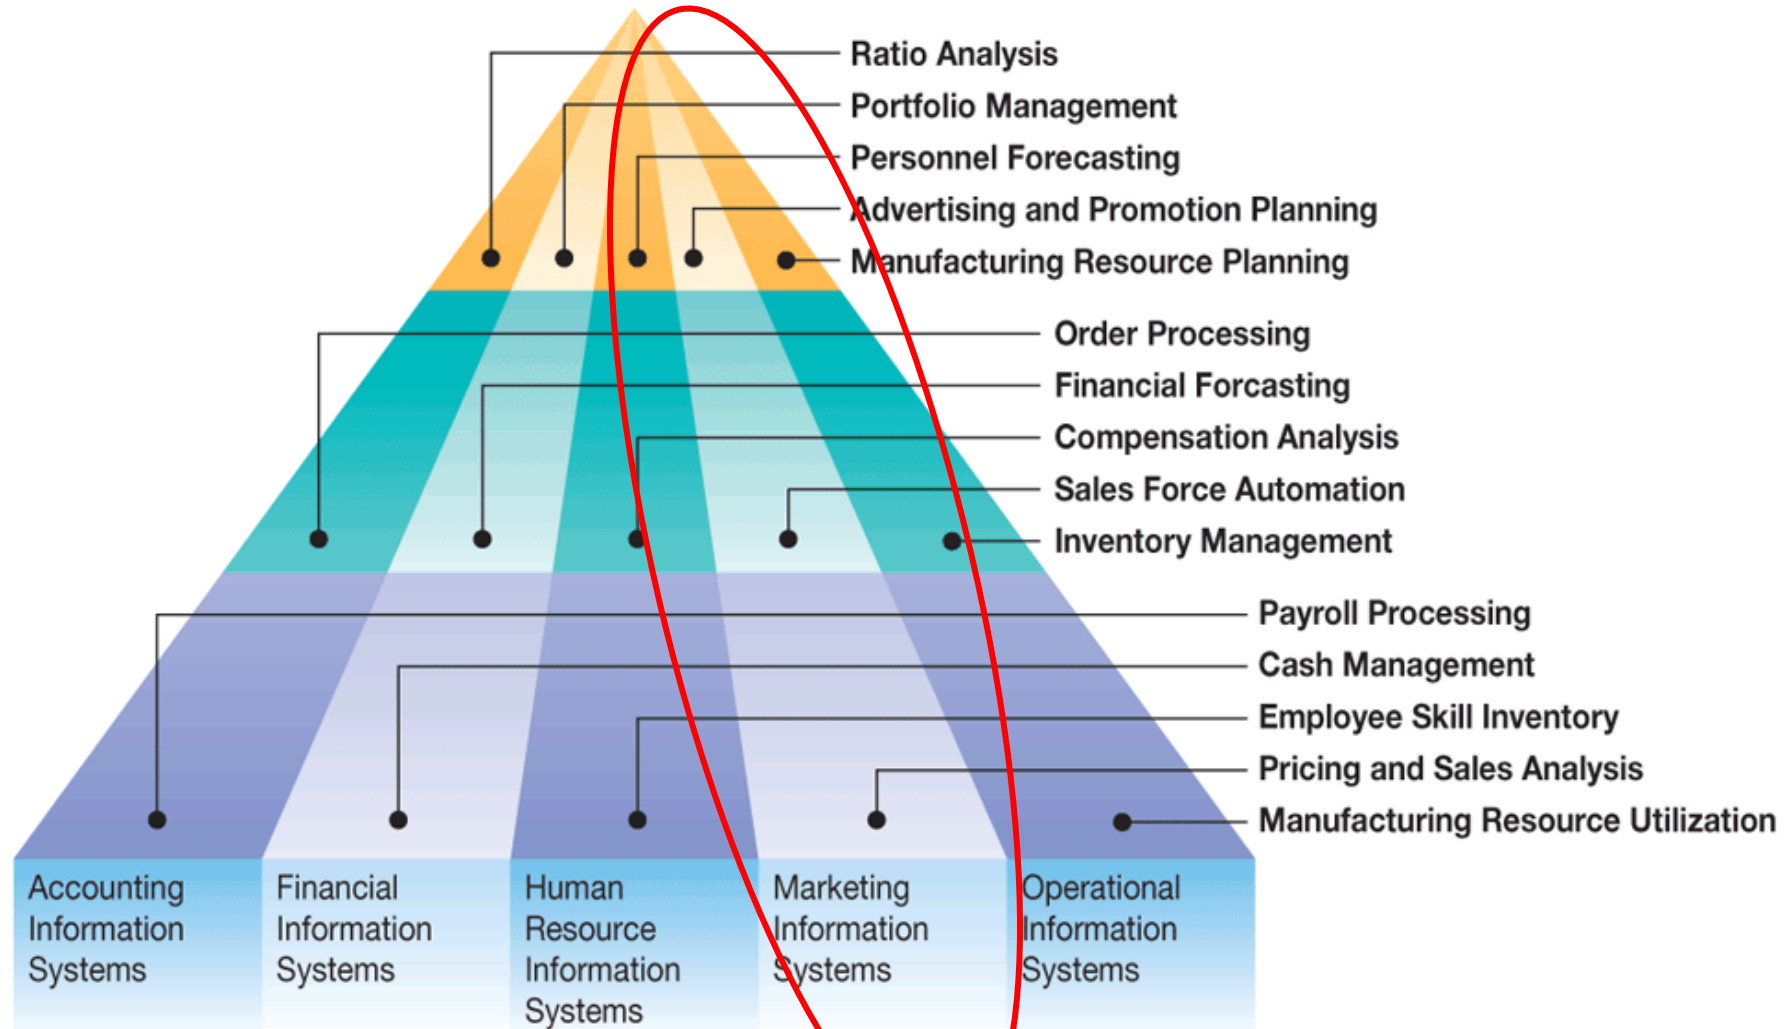 Ratio Analysis
Portfolio Management
Personnel Forecasting
Advertising and Promotion Planning
Manufacturing Resource Planning
Order Processing
Financial Forcasting
Compensation Analysis
Sales Force Automation
Inventory Management
Payroll Processing
Cash Management
Employee Skill Inventory
Pricing and Sales Analysis
Manufacturing Resource Utilization
Accounting
Information
Systems
Financial
Information
Systems
Human
Resource
Information
Systems
Marketing
Information
Systems
Operational
Information
Systems